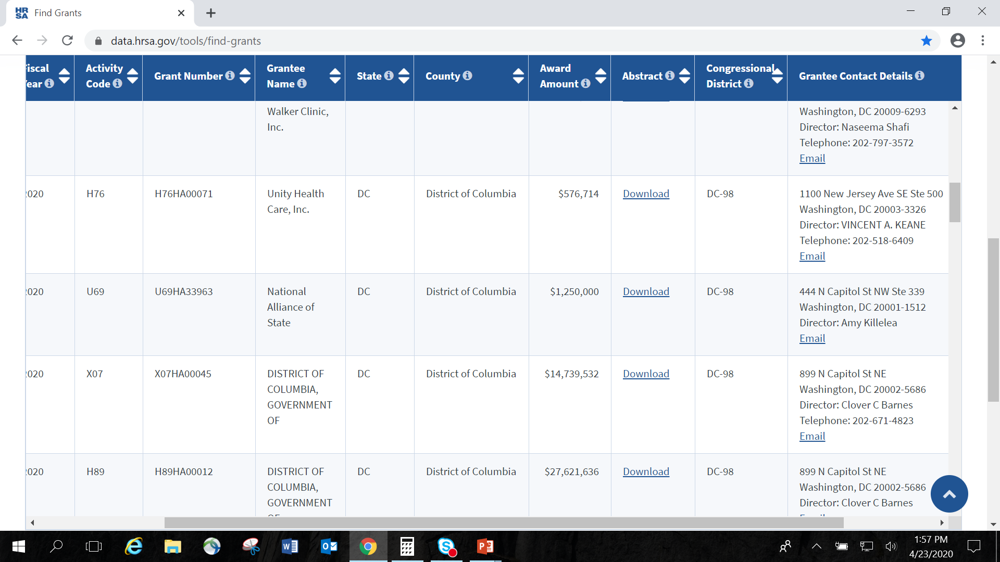 HR
SA
Find Grants
data.hrsa.gov/tools/find-grants
iscal
Year
Activity
Code
Grant Number
Grantee
Name
State
County
Award
Amount
Abstract
Congressional
District
Grantee Contact Details
Walker Clinic,
Inc.
Washington, DC 20009-6293
Director: Naseema Shafi
Telephone: 202-797-3572
Email
2020 H76 H76HA00071 Unity Health DC District of Columbia $576,714 Download DC-98 1100 New Jersey Ave SE Ste 500
Care, Inc. Washington, DC 20003-3326
Director: VINCENT A. KEANE
Telephone: 202-518-6409
Email
2020 U69 U69HA33963 National DC District of Columbia $1,250,000 Download DC-98 444 N Capitol St NW Ste 339
Alliance of Washington, DC 20001-1512
State Director: Amy Killelea
Email
2020 X07 X07HA00045 DISTRICT OF DC District of Columbia $14,739,532 Download DC-98 899 N Capitol St NE
COLUMBIA, Washington, DC 20002-5686
GOVERNMENT Director: Clover C Barnes
OF Telephone: 202-671-4823
Email
2020 H89 H89HA00012 DISTRICT OF DC District of Columbia $27,621,636 Download DC-98 899 N Capitol St NE
COLUMBIA, Washington, DC 20002-5686
GOVERNMENT Director: Clover C Barnes
1:57 PM
4/23/2020